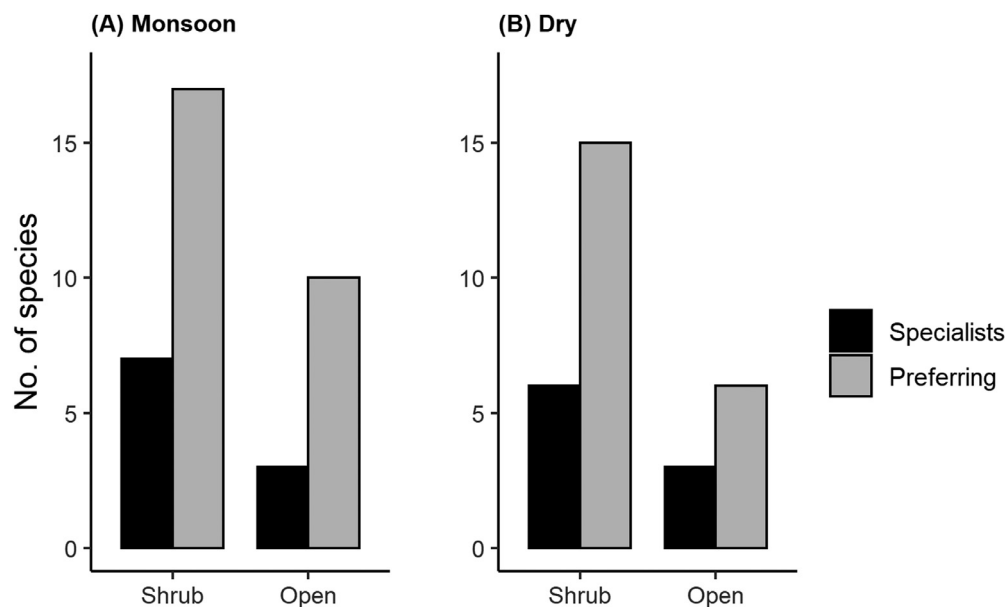 (A) Monsoon
(B) Dry
No. of species
15
10
5
0
Shrub
Open
15
10
5
0
Shrub
Open
Specialists
Preferring